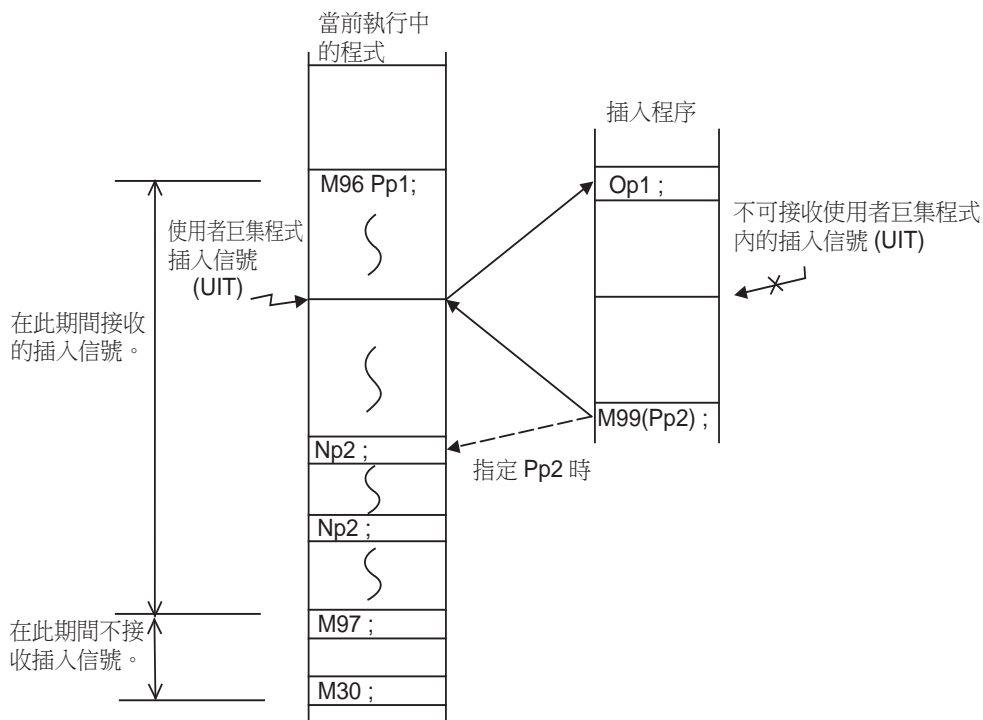 當前執行中
的程式
插入程序
M96 Pp1;
Op1 ;
使用者巨集程式
插入信號
(UIT)
不可接收使用者巨集程式
內的插入信號 (UIT)
在此期間接收
的插入信號。
M99(Pp2) ;
Np2 ;
指定 Pp2 時
Np2 ;
M97 ;
在此期間不接
收插入信號。
M30 ;